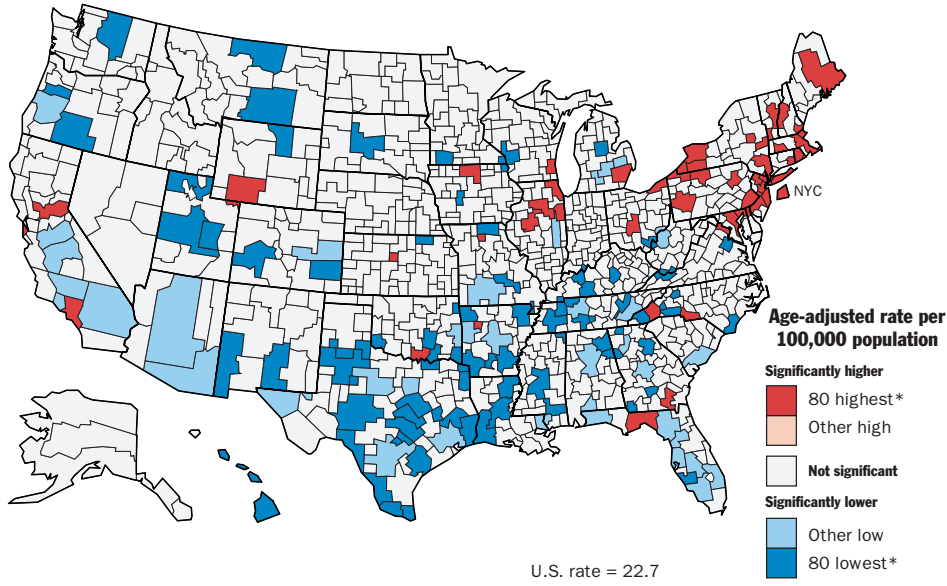 NYC
Age-adjusted rate per
100,000 population
Significantly higher
80 highest*
Other high
Not significant
Significantly lower
Other low
80 lowest*
U.S. rate = 22.7